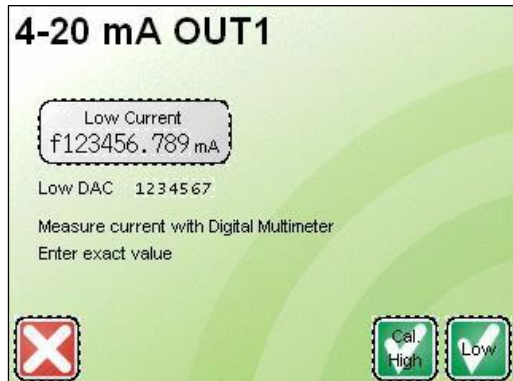 4-20 mA OUT1
Low Current
f123456.789 mA
Low DAC 1234567
Measure current with Digital Multimeter
Enter exact value
Cal.
High
Low